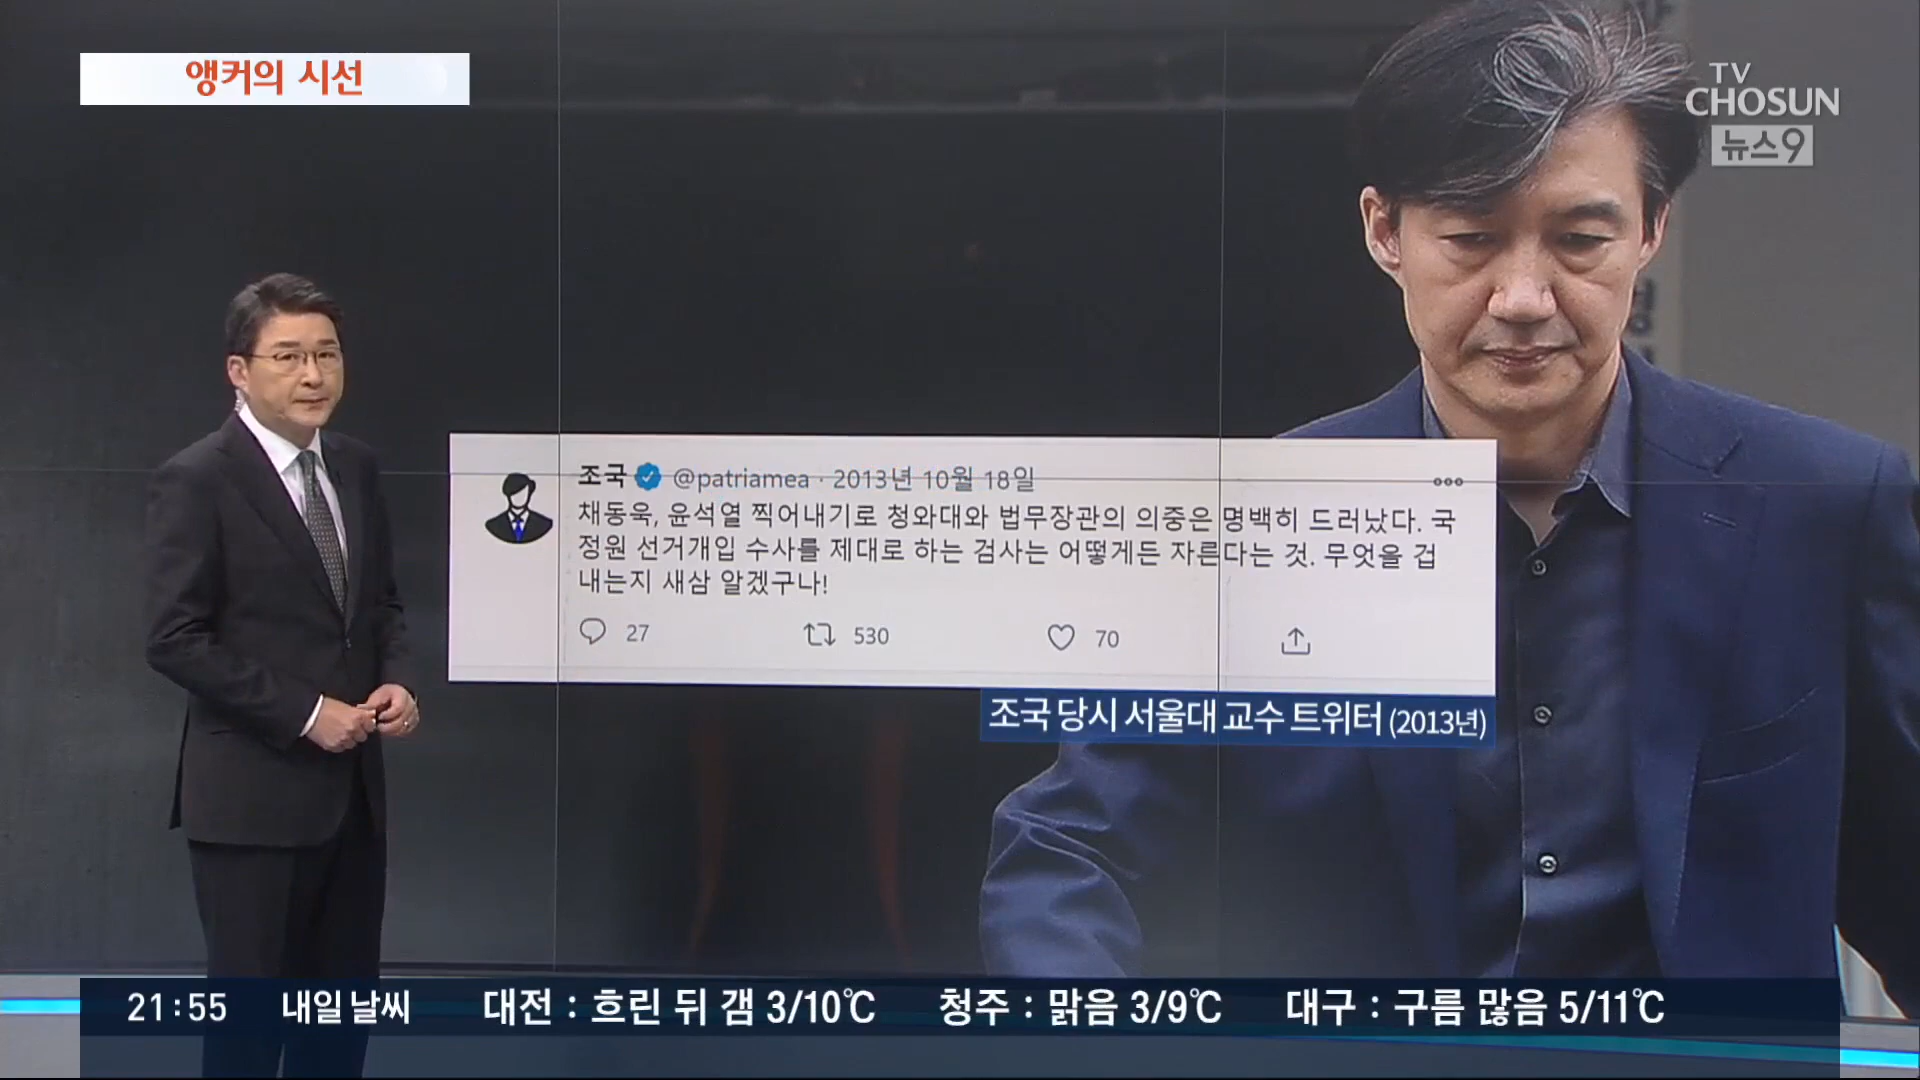 앵커의 시선
TV
CHOSUN
뉴스9
조국 @patriamea · 2013년 10월 18일
채동욱, 윤석열 찍어내기로 청와대와 법무장관의 의중은 명백히 드러났다. 국
정원 선거개입 수사를 제대로 하는 검사는 어떻게든 자른다는 것. 무엇을 겁
내는지 새삼 알겠구나!
27 530 70
조국 당시 서울대 교수 트위터 (2013년)
21:55 내일 날씨 대전 : 흐린 뒤 갬 3/10℃ 청주 : 맑음 3/9℃ 대구 : 구름 많음 5/11℃